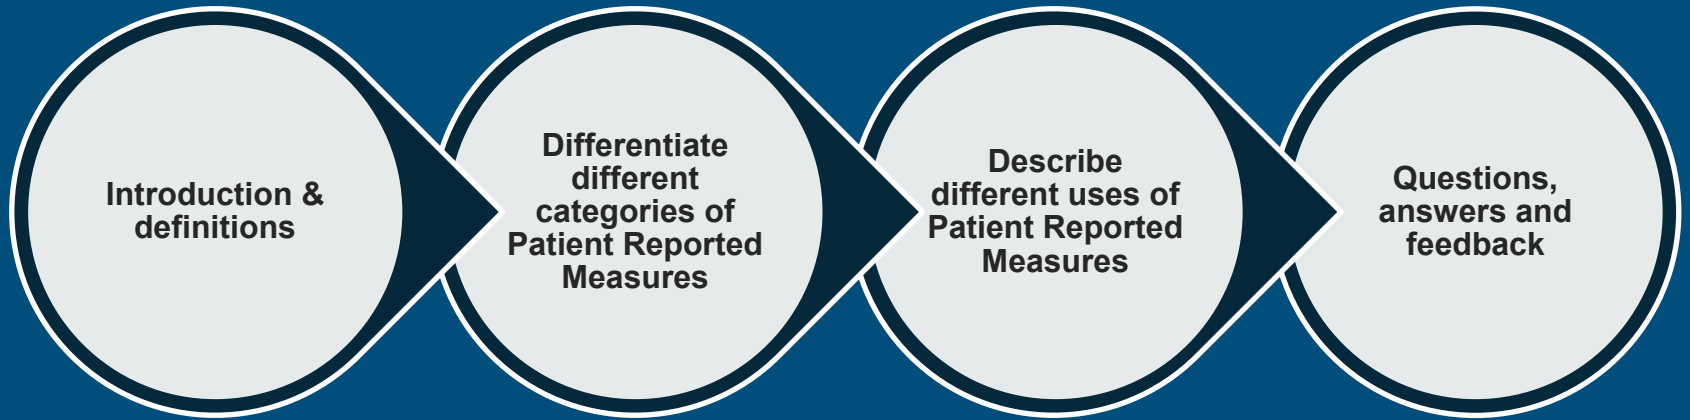 Introduction &
definitions
Differentiate
different
categories of
Patient Reported
Measures
Describe
different uses of
Patient Reported
Measures
Questions,
answers and
feedback